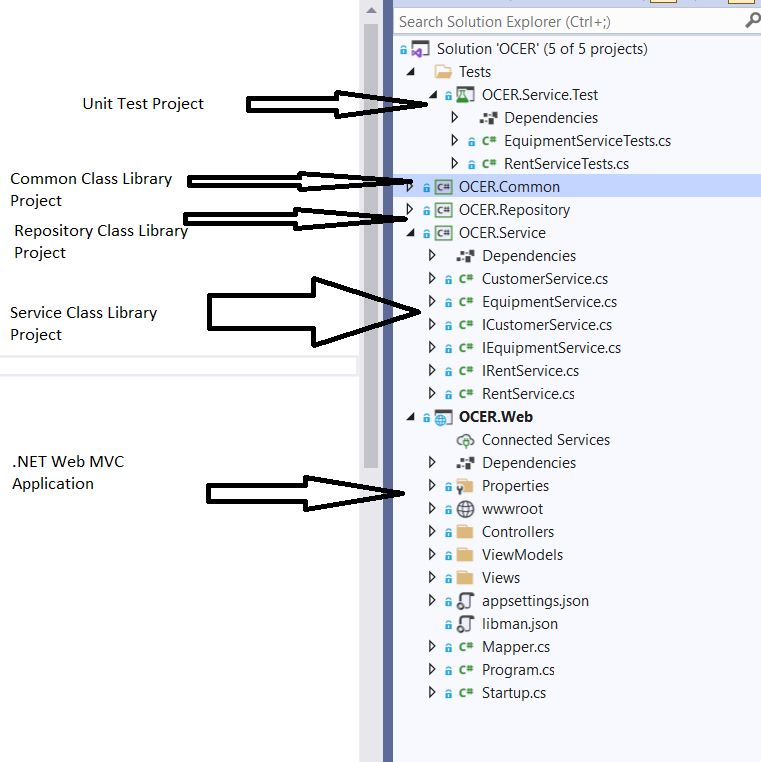 Search Solution Explorer (Ctrl+;)
Solution 'OCER' (5 of 5 projects)
Tests
Unit Test Project
OCER.Service.Test
Dependencies
EquipmentServiceTests.cs
RentServiceTests.cs
Common Class Library
Project
C# OCER.Common
Repository Class Library
Project
C# OCER.Repository
C# OCER.Service
Dependencies
C# CustomerService.cs
C# EquipmentService.cs
Service Class Library
Project
C# ICustomerService.cs
C# IEquipmentService.cs
C# IRentService.cs
C# RentService.cs
OCER.Web
Connected Services
.NET Web MVC
Application
Dependencies
Properties
wwwroot
Controllers
ViewModels
Views
appsettings.json
libman.json
C# Mapper.cs
C# Program.cs
C# Startup.cs